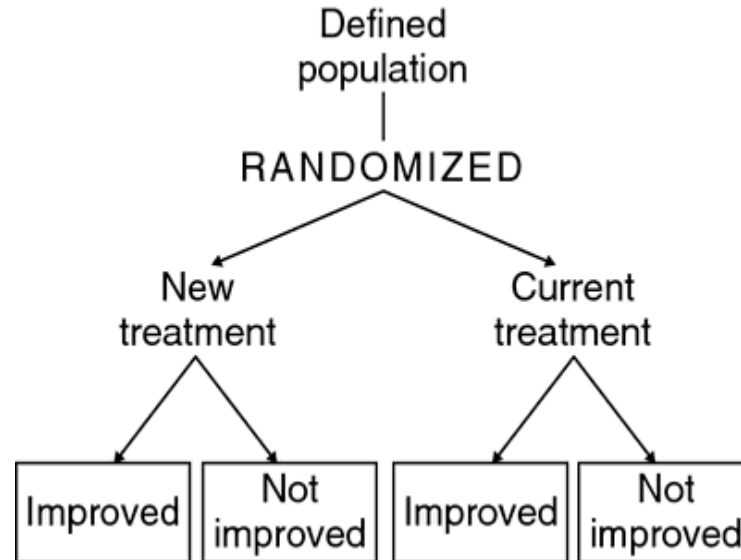 Defined
population
RANDOMIZED
New
treatment
Current
treatment
Improved
Not
improved
Improved
Not
improved